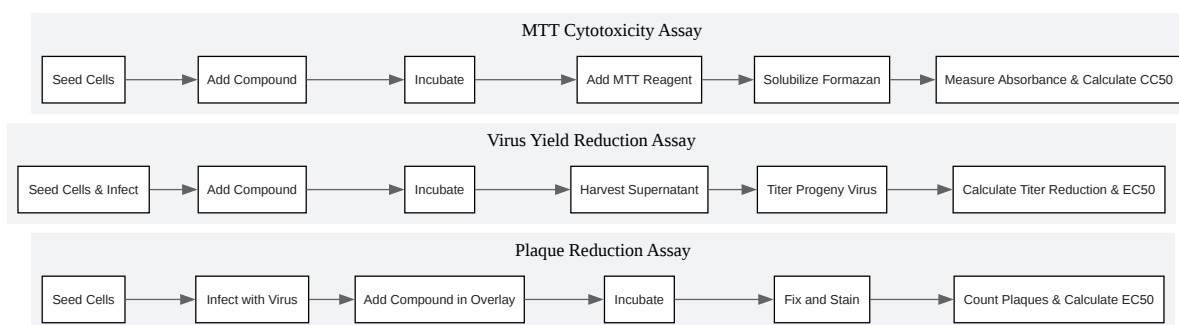 MTT Cytotoxicity Assay
Seed Cells
Add Compound
Incubate
Add MTT Reagent
Solubilize Formazan
Measure Absorbance & Calculate CC50
Virus Yield Reduction Assay
Seed Cells & Infect
Add Compound
Incubate
Harvest Supernatant
Titer Progeny Virus
Calculate Titer Reduction & EC50
Plaque Reduction Assay
Seed Cells
Infect with Virus
Add Compound in Overlay
Incubate
Fix and Stain
Count Plaques & Calculate EC50